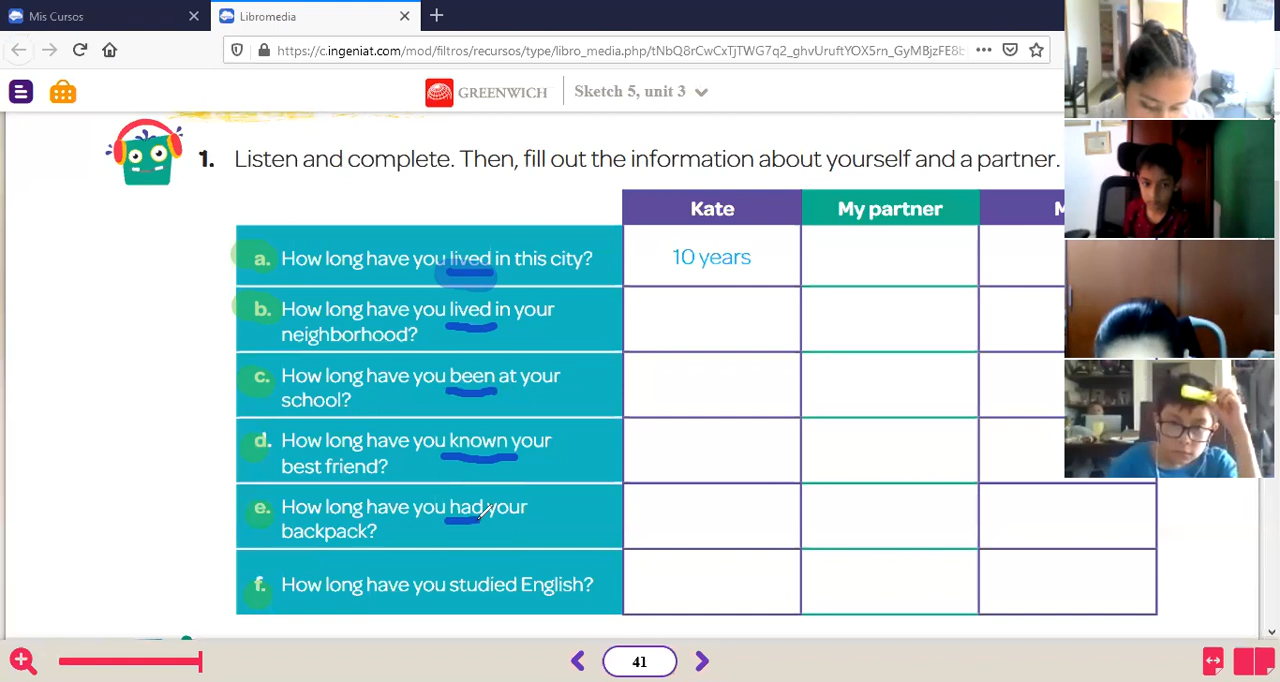 Mis Cursos
Libromedia
https://c.ingeniat.com/mod/filtros/recursos/type/libro_media.php/tNbQ8rCwCxTjTWG7q2_ghvUruftYOX5rn_GyMBjzFE8b
GREENWICH
Sketch 5, unit 3
1. Listen and complete. Then, fill out the information about yourself and a partner.
Kate
My partner
M
a. How long have you lived in this city?
10 years
b. How long have you lived in your
neighborhood?
c. How long have you been at your
school?
d. How long have you known your
best friend?
e. How long have you had your
backpack?
f. How long have you studied English?
41